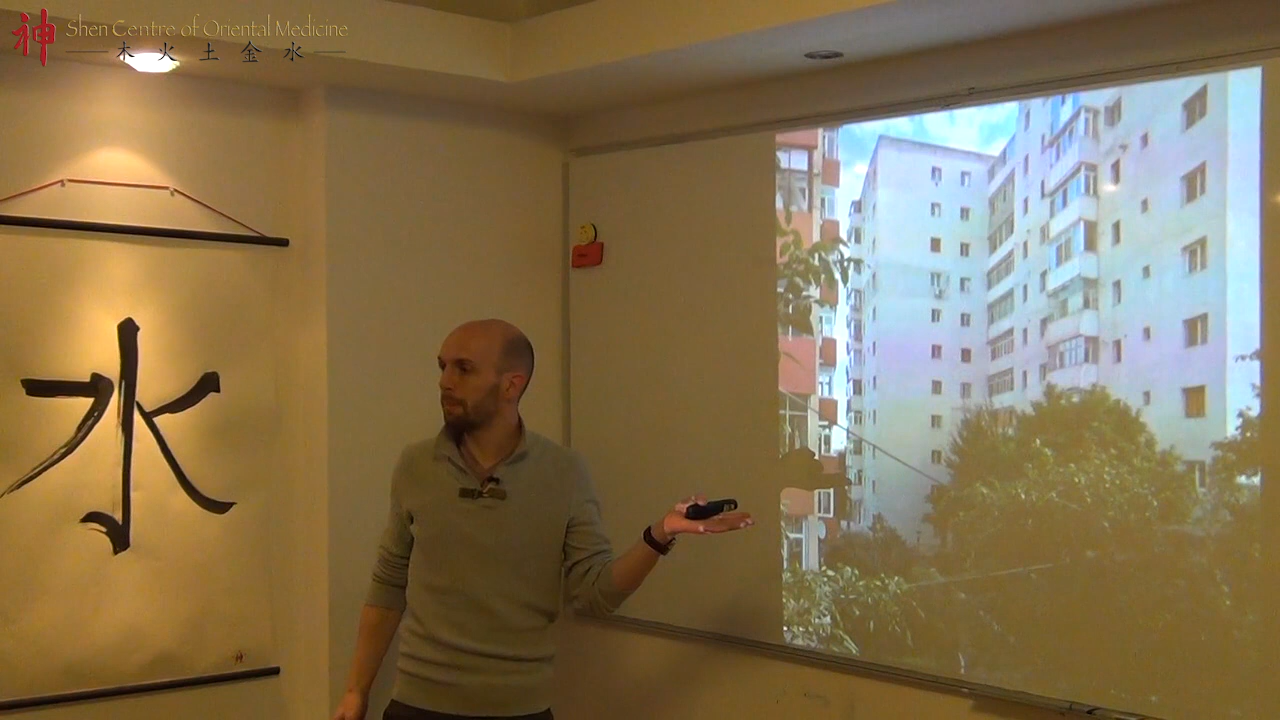 神 Shen Centre of Oriental Medicine
木 火 土 金 水
水